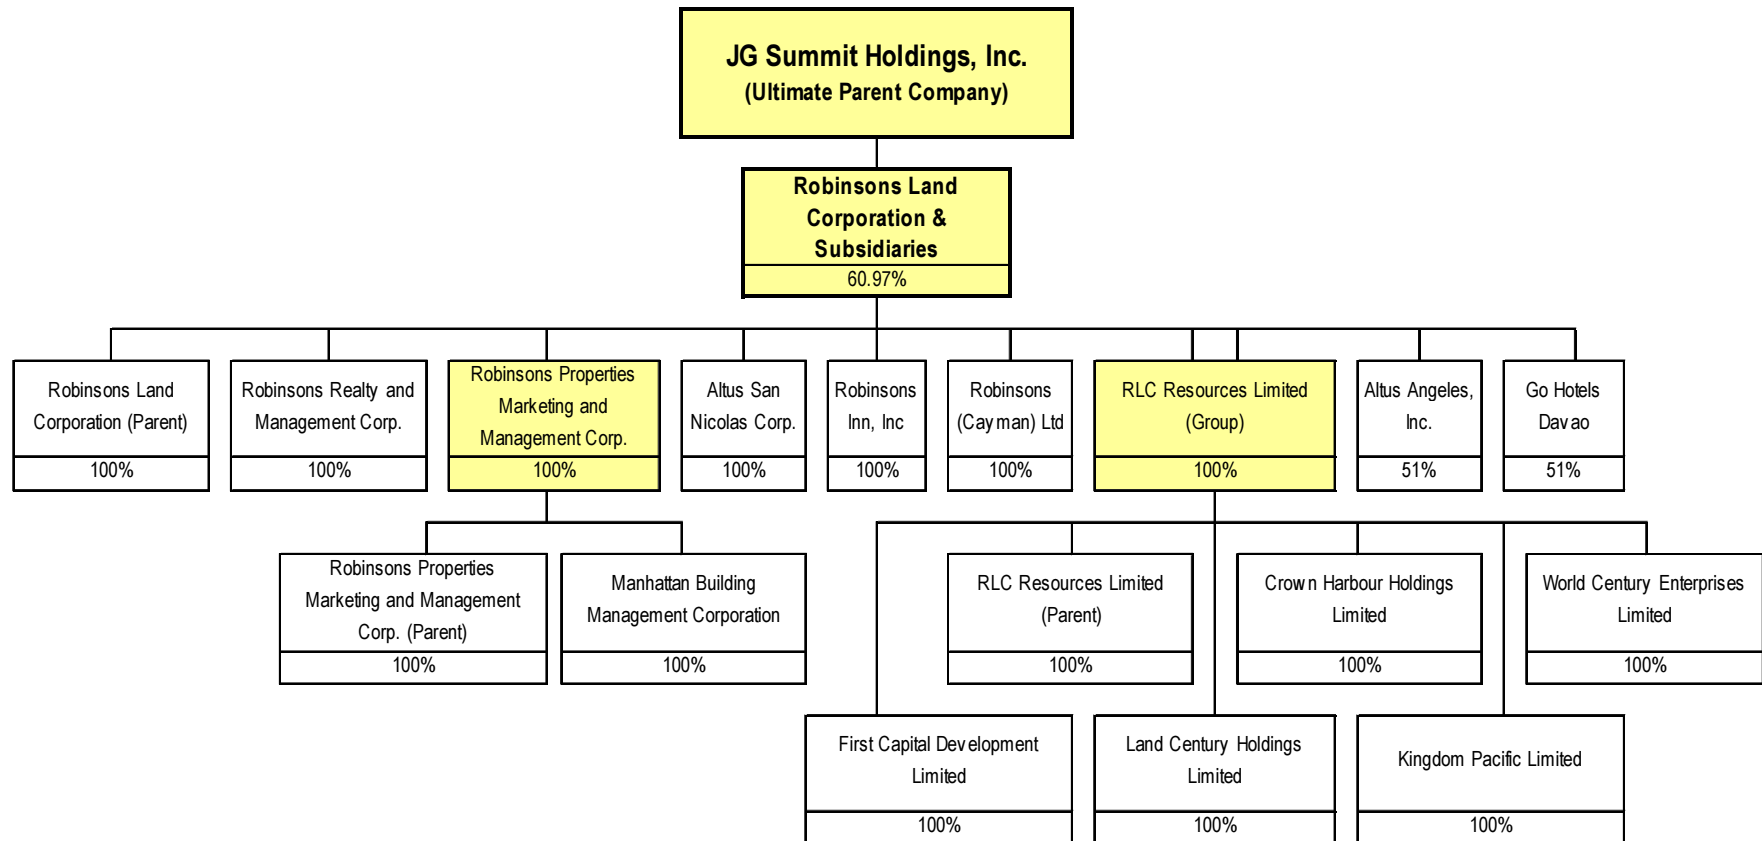 JG Summit Holdings, Inc.
(Ultimate Parent Company)
Robinsons Land
Corporation &
Subsidiaries
60.97%
Robinsons Land
Corporation (Parent)
100%
Robinsons Realty and
Management Corp.
100%
Robinsons Properties
Marketing and
Management Corp.
100%
Altus San
Nicolas Corp.
100%
Robinsons
Inn, Inc
100%
Robinsons
(Cayman) Ltd
100%
RLC Resources Limited
(Group)
100%
Altus Angeles,
Inc.
51%
Go Hotels
Davao
51%
Robinsons Properties
Marketing and Management
Corp. (Parent)
100%
Manhattan Building
Management Corporation
100%
RLC Resources Limited
(Parent)
100%
Crown Harbour Holdings
Limited
100%
World Century Enterprises
Limited
100%
First Capital Development
Limited
100%
Land Century Holdings
Limited
100%
Kingdom Pacific Limited
100%